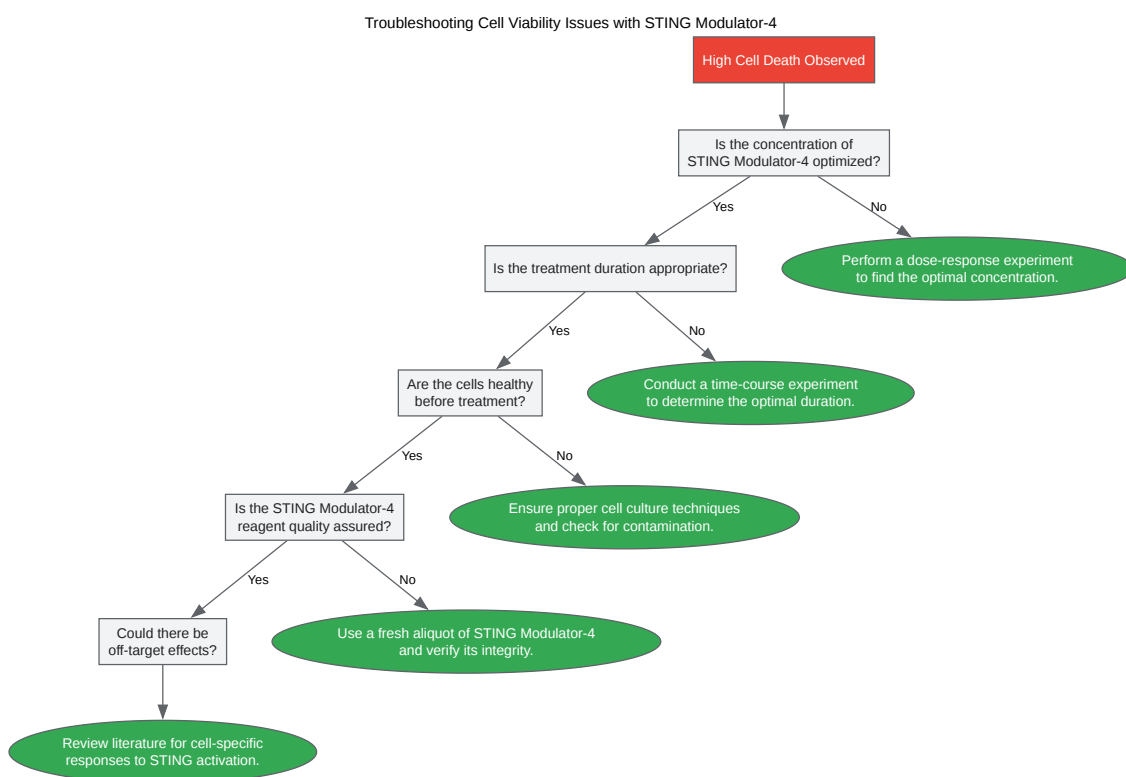 Troubleshooting Cell Viability Issues with STING Modulator-4
High Cell Death Observed
Is the concentration of
STING Modulator-4 optimized?
Yes
No
Is the treatment duration appropriate?
Perform a dose-response experiment
to find the optimal concentration.
Yes
No
Are the cells healthy
before treatment?
Conduct a time-course experiment
to determine the optimal duration.
Yes
No
Is the STING Modulator-4
reagent quality assured?
Ensure proper cell culture techniques
and check for contamination.
Yes
No
Could there be
off-target effects?
Use a fresh aliquot of STING Modulator-4
and verify its integrity.
Review literature for cell-specific
responses to STING activation.